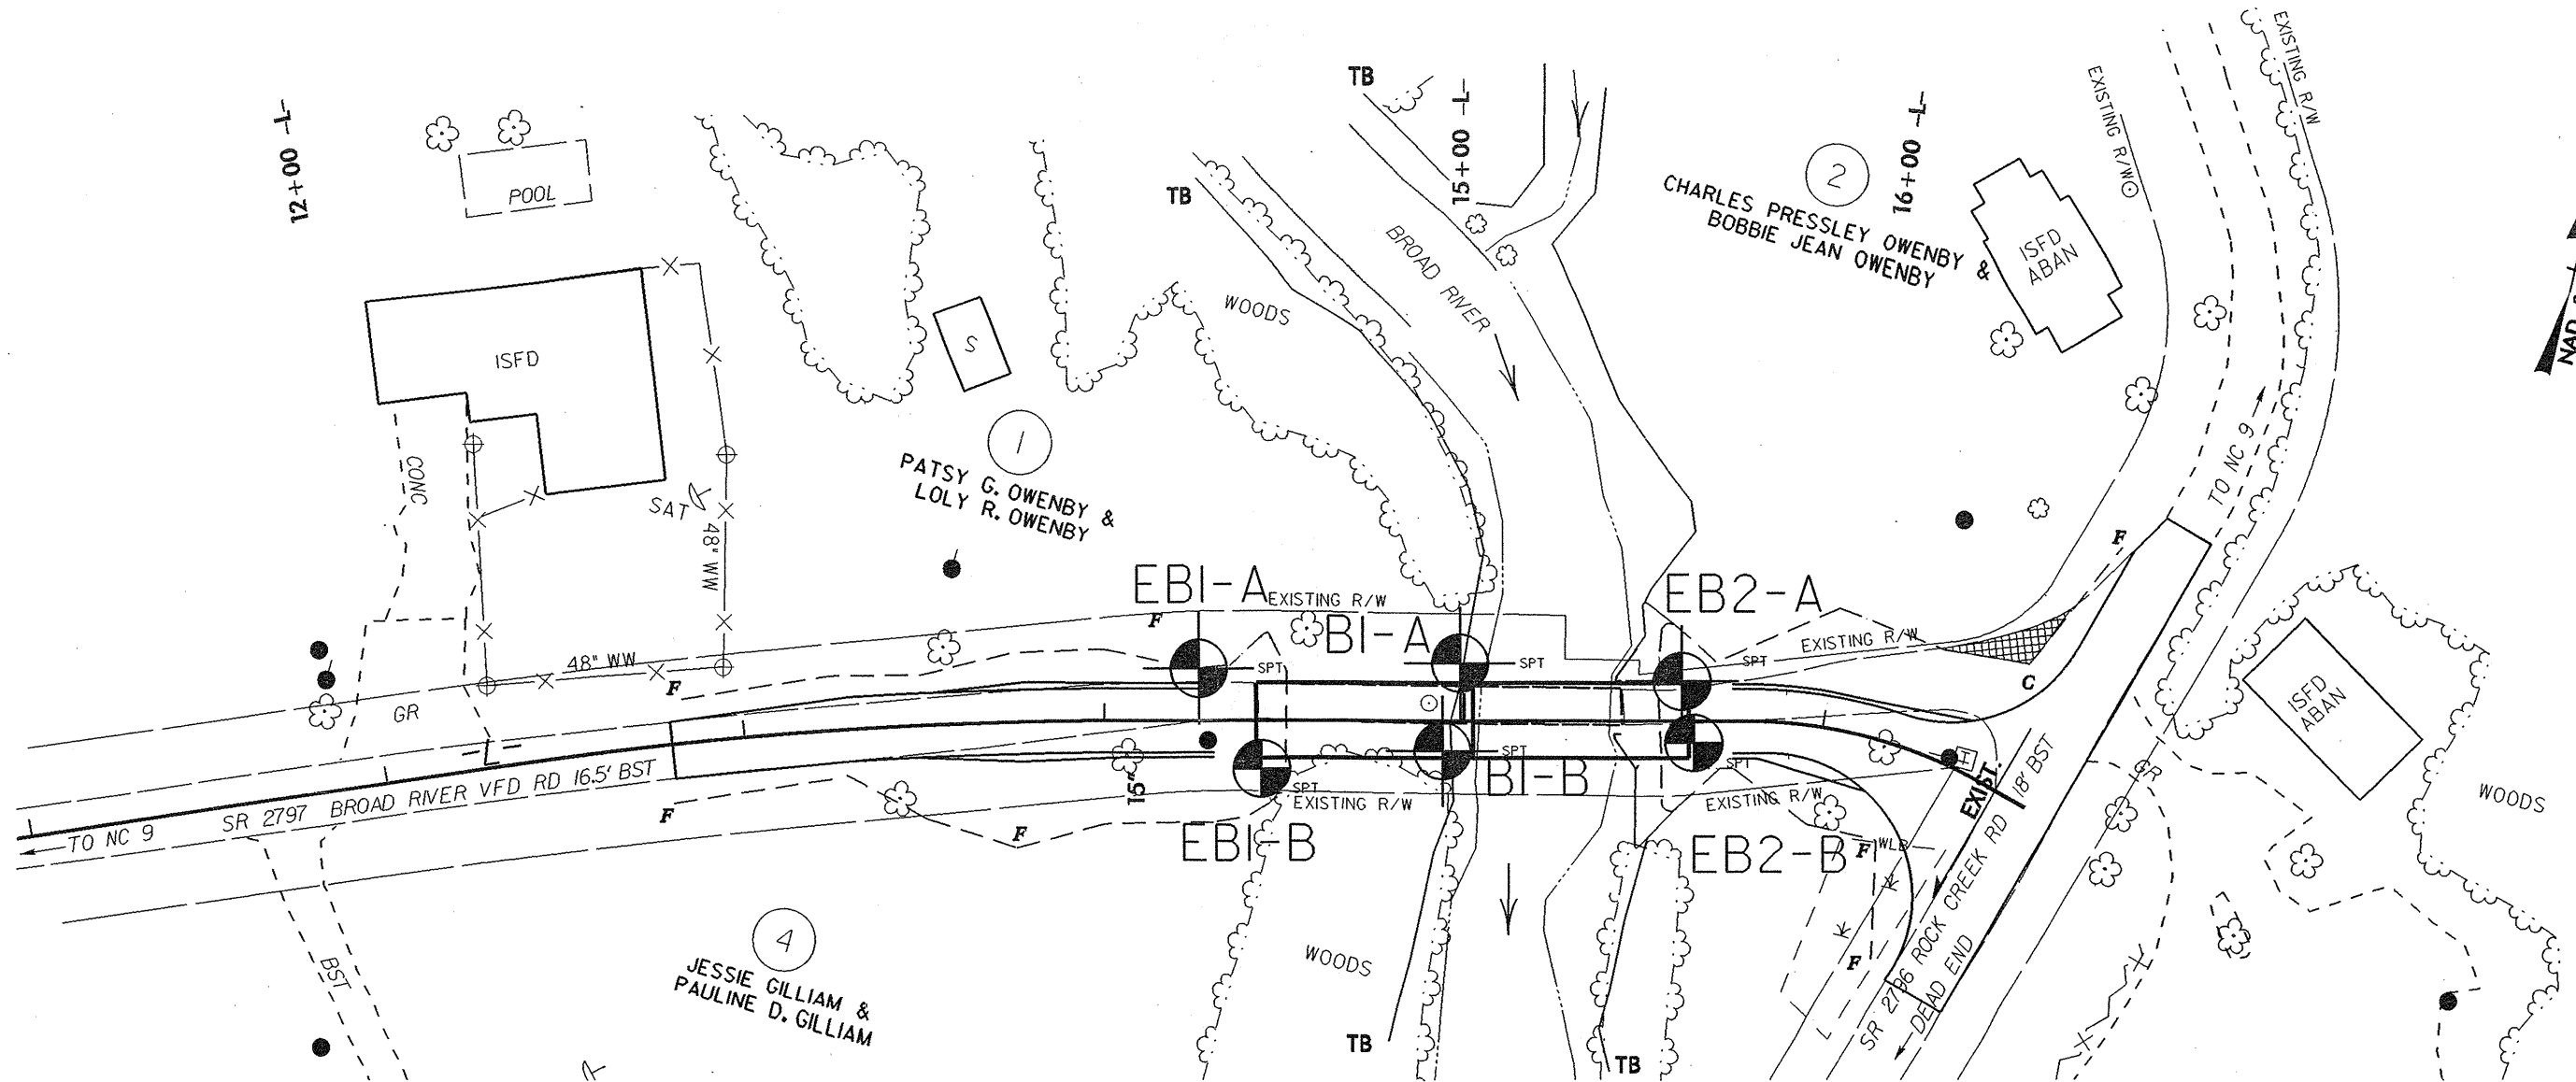 12+00 -L-
POOL
ISFD
CONC
SAT
48" WW
48" WW
GR
S
1
PATSY G. OWENBY &
LOLY R. OWENBY
TB
TB
WOODS
BROAD RIVER
15+00 -L-
2
CHARLES PRESSLEY OWENBY &
BOBBIE JEAN OWENBY
16+00 -L-
ISFD
ABAN
EXISTING R/W
EXISTING R/W
TO NC 9
NAD
EB1-A
EXISTING R/W
B1-A
EB2-A
EXISTING R/W
F
F
F
F
F
F
F
C
SPT
SPT
SPT
SPT
SPT
SPT
L
SR 2797 BROAD RIVER VFD RD 16.5' BST
TO NC 9
15"
EXISTING R/W
EB1-B
B1-B
EXISTING R/W
EB2-B
WLB
T
EXIST.
18' BST
SR 2796 ROCK CREEK RD
DEAD END
GR
ISFD
ABAN
WOODS
BST
4
JESSIE GILLIAM &
PAULINE D. GILLIAM
WOODS
TB
TB
L